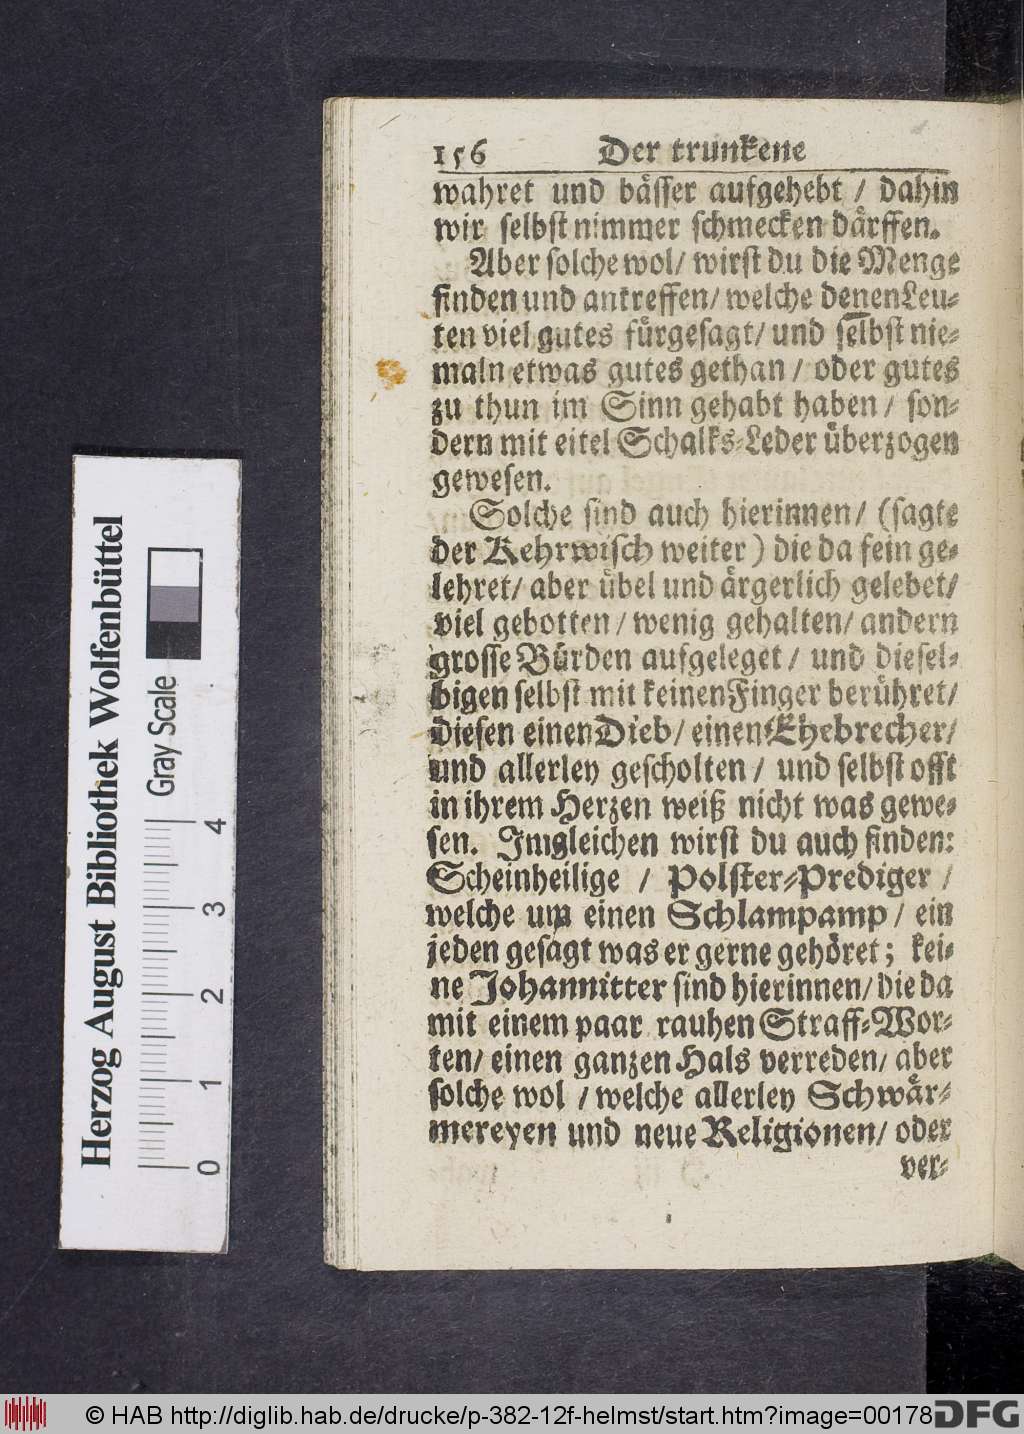 156 Der trunkene
wahret und bässer aufgehebt / dahin
wir selbst nimmer schmecken därffen.
Aber solche wol / wirst du die Menge
finden und antreffen / welche denen Leu-
ten viel gutes fürgesagt / und selbst nie-
maln etwas gutes gethan / oder gutes
zu thun im Sinn gehabt haben / son-
dern mit eitel Schalks-Leder überzogen
gewesen.
Solche sind auch hierinnen / (sagte
der Kehrwisch weiter) die da fein ge-
lehret / aber übel und ärgerlich gelebet /
viel gebotten / wenig gehalten / andern
grosse Bürden aufgeleget / und diesel-
bigen selbst mit keinen Finger berühret /
diesen einen Dieb / einen Ehebrecher /
und allerley gescholten / und selbst offt
in ihrem Herzen weiß nicht was gewe-
sen. Imgleichen wirst du auch finden:
Scheinheilige / Polster-Prediger /
welche um einen Schlampamp / ein
jeden gesagt was er gerne gehöret; kei-
ne Johannitter sind hierinnen / die da
mit einem paar rauhen Straff-Wor-
ten / einen ganzen Hals verreden / aber
solche wol / welche allerley Schwär-
mereyen und neue Religionen / oder
ver-
Herzog August Bibliothek Wolfenbüttel
Gray Scale
0 1 2 3 4
© HAB http://diglib.hab.de/drucke/p-382-12f-helmst/start.htm?image=00178
DFG